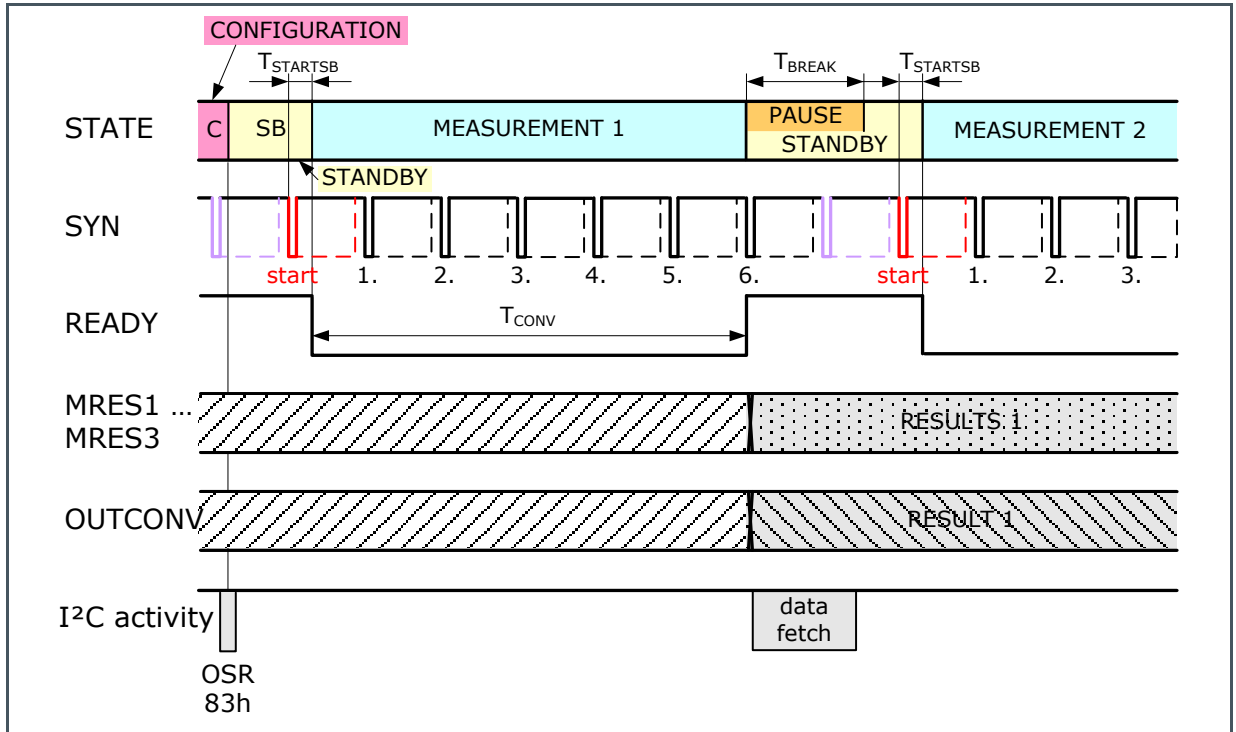 CONFIGURATION
TSTARTSB TBREAK TSTARTSB
STATE C SB MEASUREMENT 1 PAUSE STANDBY MEASUREMENT 2
STANDBY
SYN
start 1. 2. 3. 4. 5. 6. start 1. 2. 3.
READY TCONV
MRES1 ...
MRES3 RESULTS 1
OUTCONV RESULT 1
I²C activity data
fetch
OSR
83h